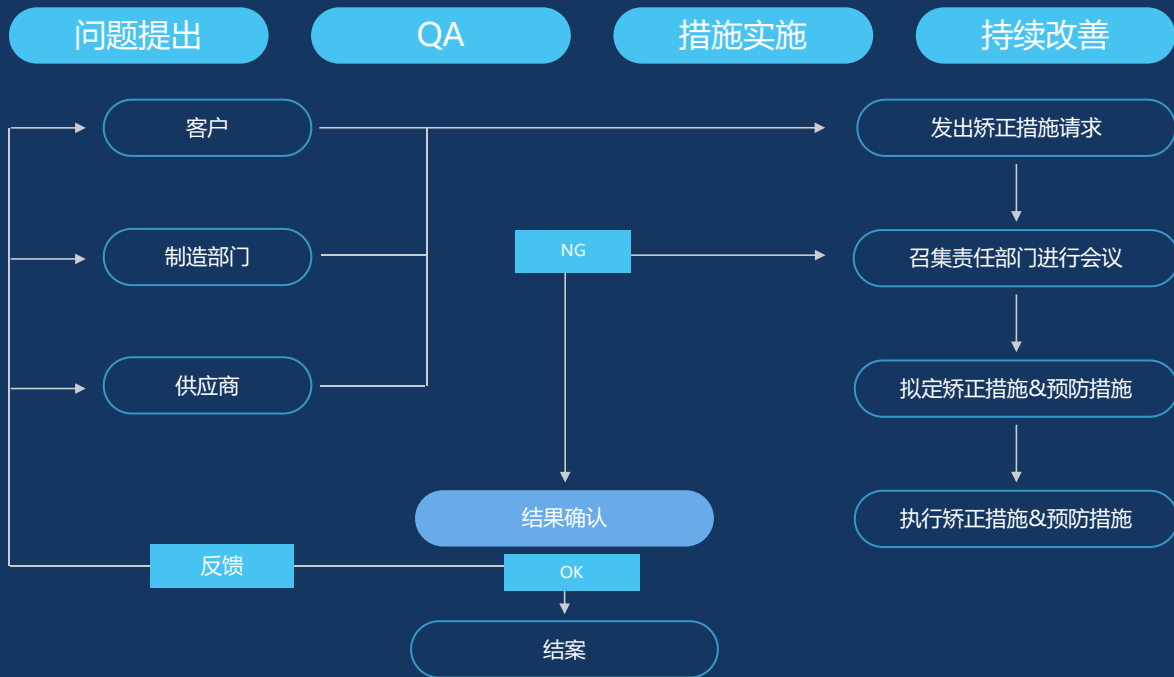 问题提出
QA
措施实施
持续改善
客户
发出矫正措施请求
制造部门
NG
召集责任部门进行会议
供应商
拟定矫正措施&预防措施
结果确认
执行矫正措施&预防措施
反馈
OK
结案